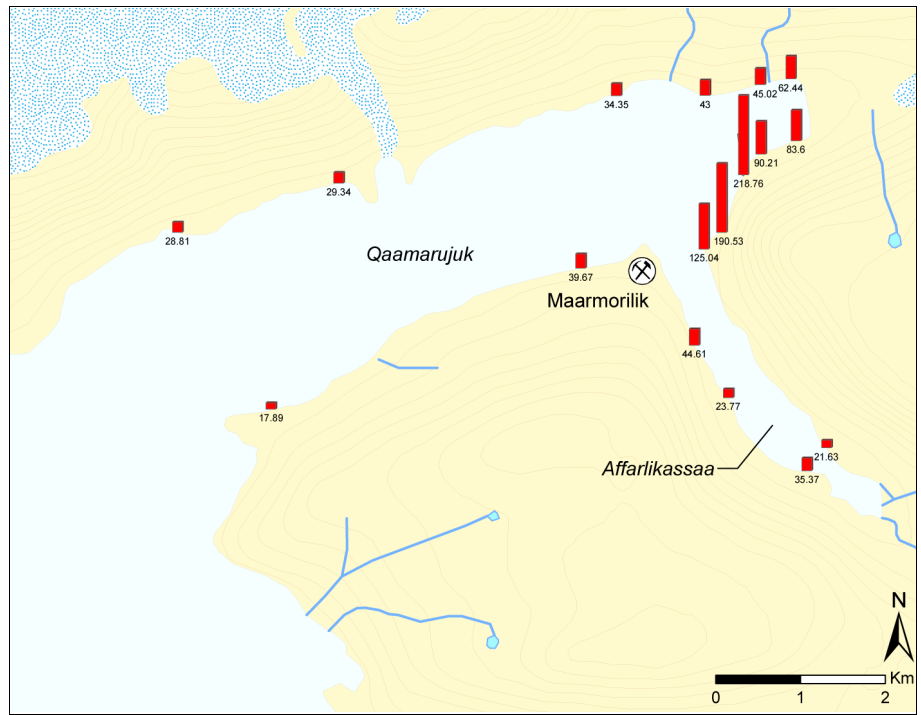 62.44
45.02
34.35
43
83.6
90.21
218.76
29.34
28.81
190.53
125.04
Qaamarujuk
39.67
Maarmorilik
44.61
23.77
17.89
21.63
Affarlikassaa
35.37
N
Km
0 1 2